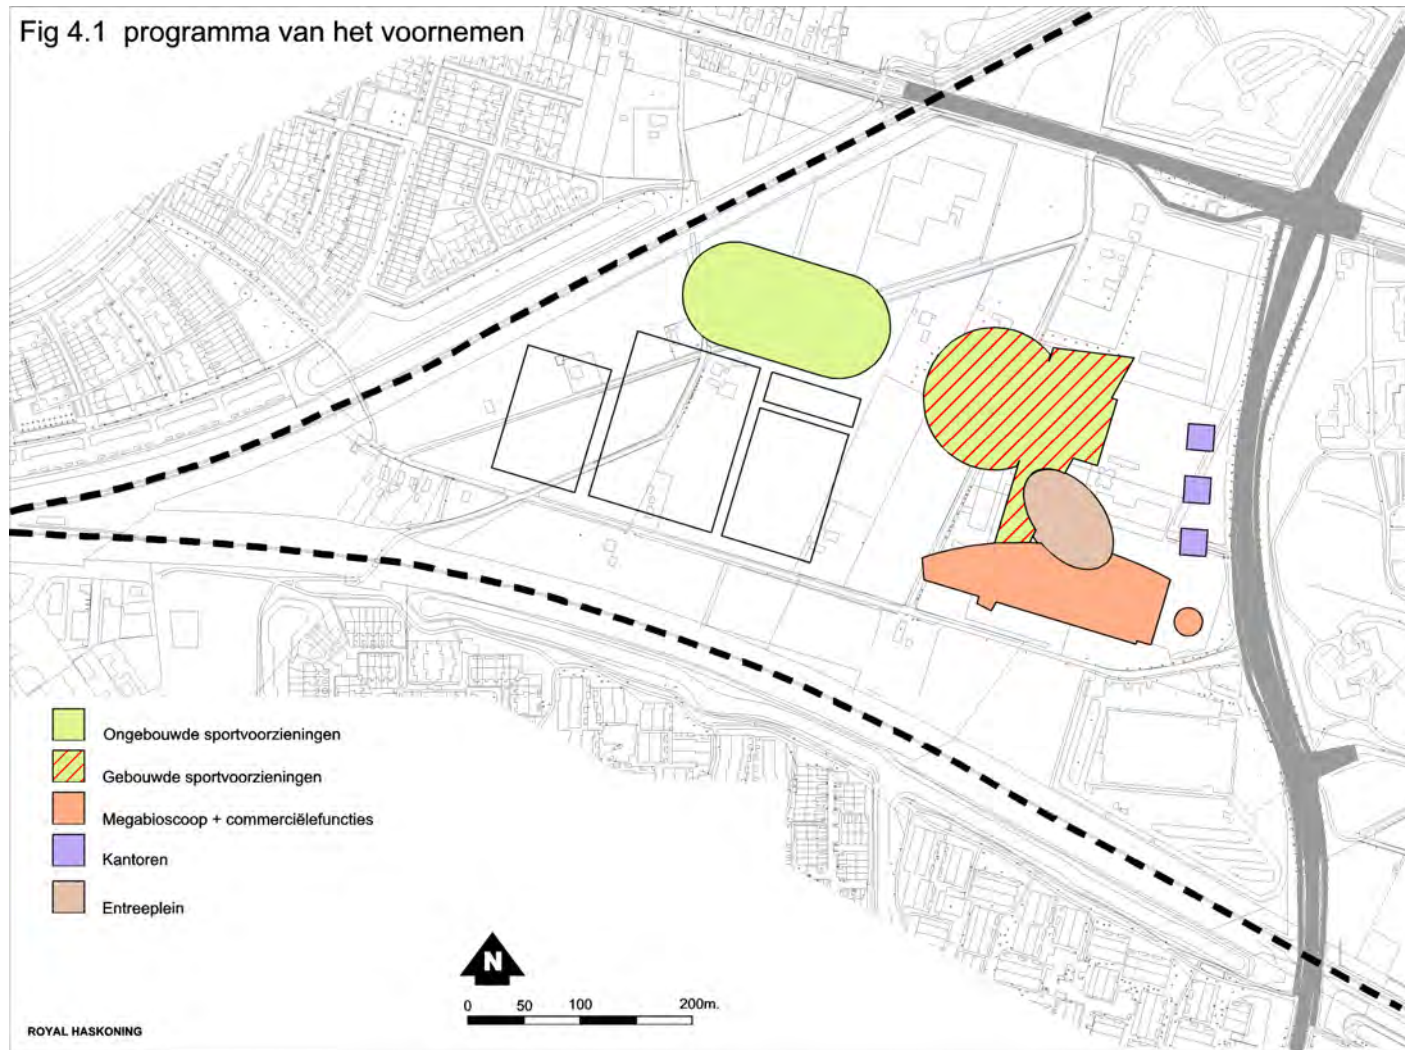 Fig 4.1 programma van het voornemen
Ongebouwde sportvoorzieningen
Gebouwde sportvoorzieningen
Megabioscoop + commerciëlefuncties
Kantoren
Entreeplein
N
0 50 100 200m.
ROYAL HASKONING